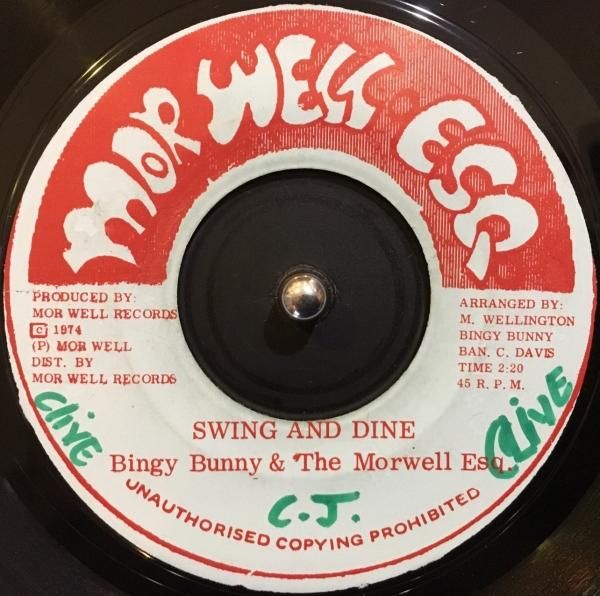 MOR WELL ESQ.
PRODUCED BY:
MOR WELL RECORDS
C 1974
(P) MOR WELL
DIST. BY
MOR WELL RECORDS
ARRANGED BY:
M. WELLINGTON
BINGY BUNNY
BAN. C. DAVIS
TIME 2:20
45 R. P. M.
Clive
CLIVE
SWING AND DINE
Bingy Bunny & The Morwell Esq.
C.J.
UNAUTHORISED COPYING PROHIBITED